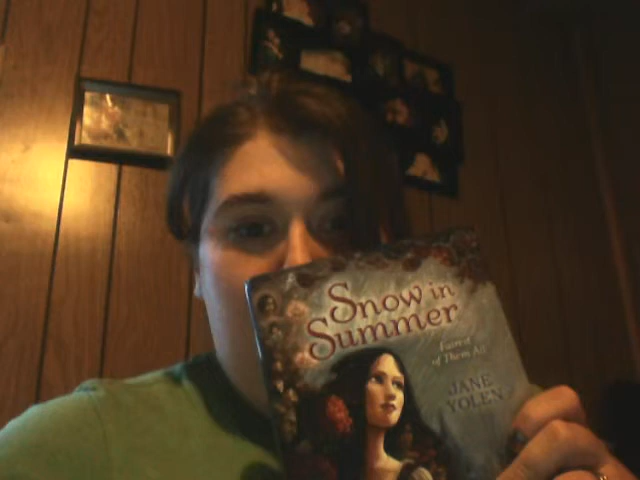 Snow in
Summer
Fairest
of Them All
JANE
YOLEN